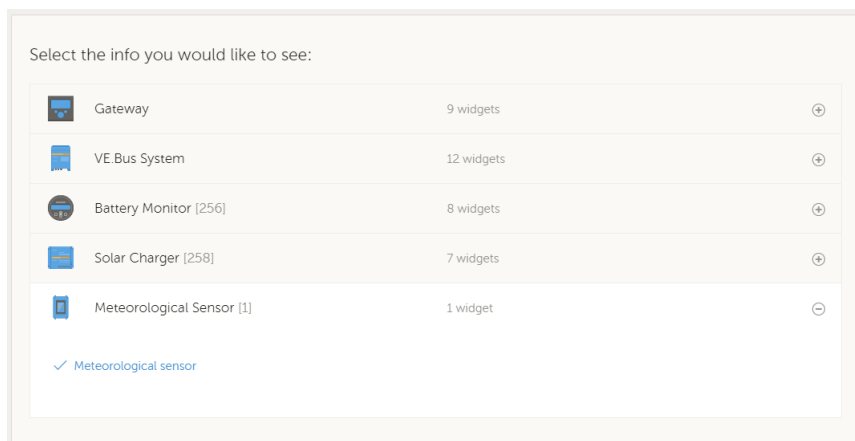 Select the info you would like to see:
Gateway 9 widgets
VE.Bus System 12 widgets
Battery Monitor [256] 8 widgets
Solar Charger [258] 7 widgets
Meteorological Sensor [1] 1 widget
Meteorological sensor